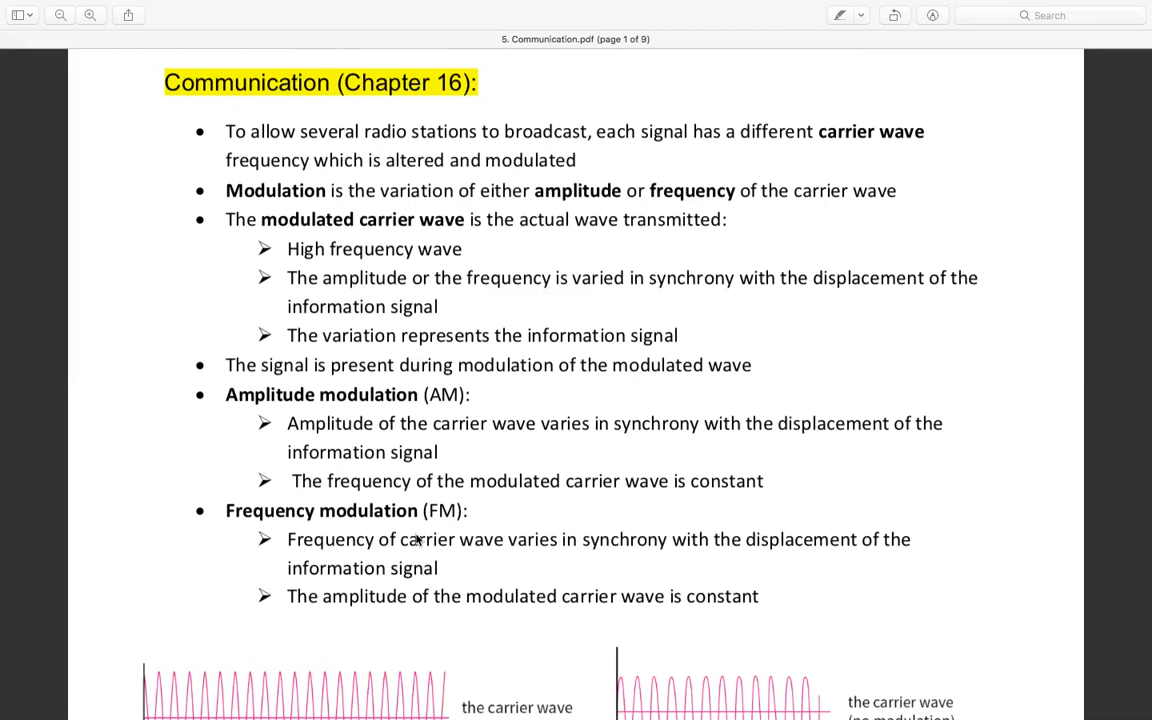 Search
5. Communication.pdf (page 1 of 9)
Communication (Chapter 16):
• To allow several radio stations to broadcast, each signal has a different carrier wave
frequency which is altered and modulated
• Modulation is the variation of either amplitude or frequency of the carrier wave
• The modulated carrier wave is the actual wave transmitted:
➢ High frequency wave
➢ The amplitude or the frequency is varied in synchrony with the displacement of the
information signal
➢ The variation represents the information signal
• The signal is present during modulation of the modulated wave
• Amplitude modulation (AM):
➢ Amplitude of the carrier wave varies in synchrony with the displacement of the
information signal
➢ The frequency of the modulated carrier wave is constant
• Frequency modulation (FM):
➢ Frequency of carrier wave varies in synchrony with the displacement of the
information signal
➢ The amplitude of the modulated carrier wave is constant
the carrier wave
the carrier wave
(no modulation)